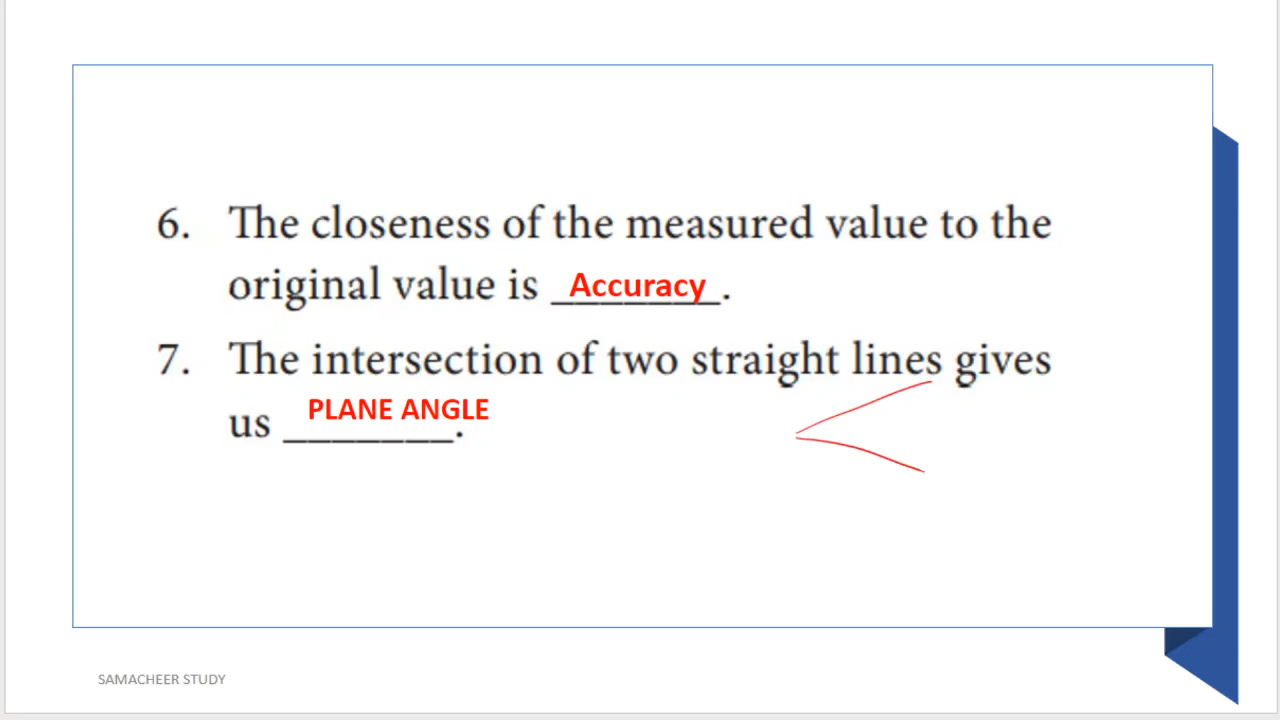 6. The closeness of the measured value to the
original value is Accuracy.
7. The intersection of two straight lines gives
us PLANE ANGLE.
SAMACHEER STUDY